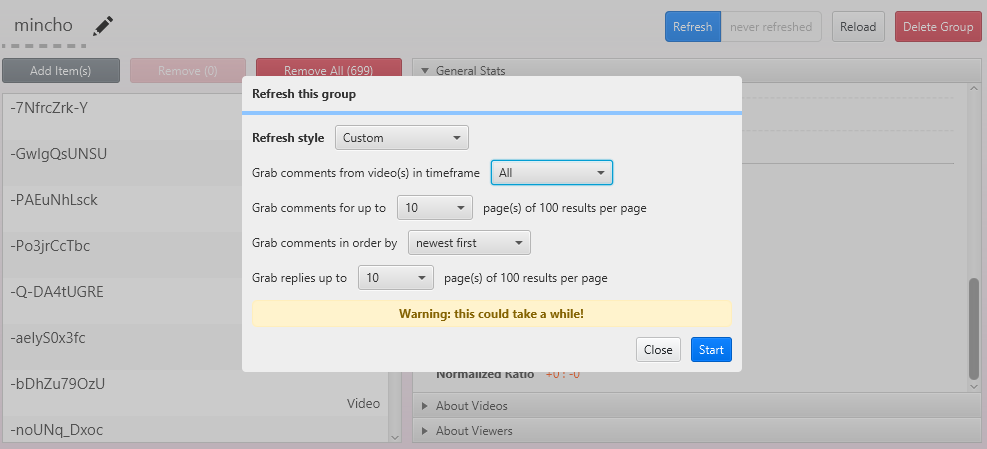 mincho
Refresh
never refreshed
Reload
Delete Group
Add Item(s)
Remove (0)
Remove All (699)
General Stats
-7NfrcZrk-Y
-GwIgQsUNSU
-PAEuNhLsck
-Po3jrCcTbc
-Q-DA4tUGRE
-aeIyS0x3fc
-bDhZu79OzU
Video
-noUNq_Dxoc
Refresh this group
Refresh style Custom
Grab comments from video(s) in timeframe All
Grab comments for up to 10 page(s) of 100 results per page
Grab comments in order by newest first
Grab replies up to 10 page(s) of 100 results per page
Warning: this could take a while!
Close
Start
Normalized Ratio +0 : -0
About Videos
About Viewers